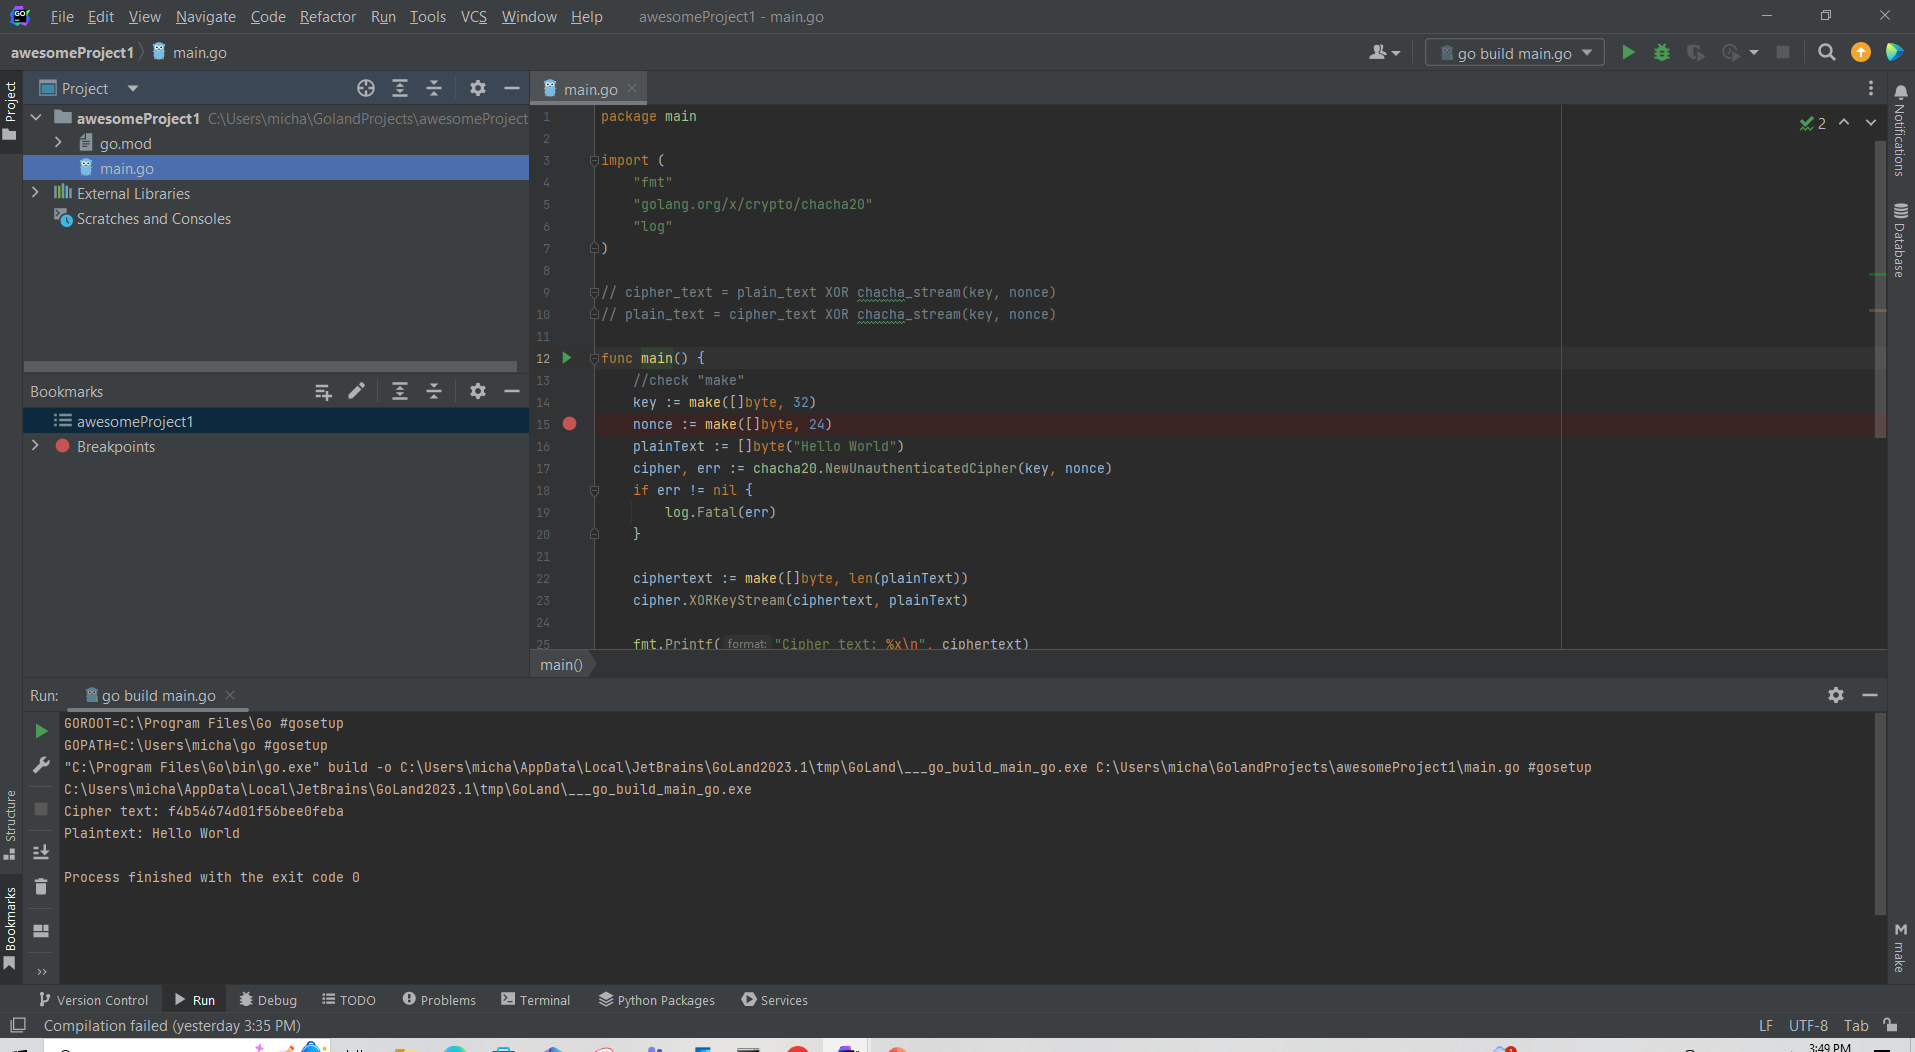 File Edit View Navigate Code Refactor Run Tools VCS Window Help awesomeProject1 - main.go
awesomeProject1 main.go
go build main.go
Project
Project
awesomeProject1 C:\Users\micha\GolandProjects\awesomeProject
go.mod
main.go
External Libraries
Scratches and Consoles
Bookmarks
awesomeProject1
Breakpoints
main.go
2
1 package main
2
3 import (
4 "fmt"
5 "golang.org/x/crypto/chacha20"
6 "log"
7 )
8
9 // cipher_text = plain_text XOR chacha_stream(key, nonce)
10 // plain_text = cipher_text XOR chacha_stream(key, nonce)
11
12 func main() {
13 //check "make"
14 key := make([]byte, 32)
15 nonce := make([]byte, 24)
16 plainText := []byte("Hello World")
17 cipher, err := chacha20.NewUnauthenticatedCipher(key, nonce)
18 if err != nil {
19 log.Fatal(err)
20 }
21
22 ciphertext := make([]byte, len(plainText))
23 cipher.XORKeyStream(ciphertext, plainText)
24
25 fmt.Printf( format: "Cipher text: %x\n", ciphertext)
main()
Notifications
Database
make
Run: go build main.go
GOROOT=C:\Program Files\Go #gosetup
GOPATH=C:\Users\micha\go #gosetup
"C:\Program Files\Go\bin\go.exe" build -o C:\Users\micha\AppData\Local\JetBrains\GoLand2023.1\tmp\GoLand\___go_build_main_go.exe C:\Users\micha\GolandProjects\awesomeProject1\main.go #gosetup
C:\Users\micha\AppData\Local\JetBrains\GoLand2023.1\tmp\GoLand\___go_build_main_go.exe
Cipher text: f4b54674d01f56bee0feba
Plaintext: Hello World
Process finished with the exit code 0
Structure
Bookmarks
Version Control Run Debug TODO Problems Terminal Python Packages Services
Compilation failed (yesterday 3:35 PM) LF UTF-8 Tab
3:49 PM